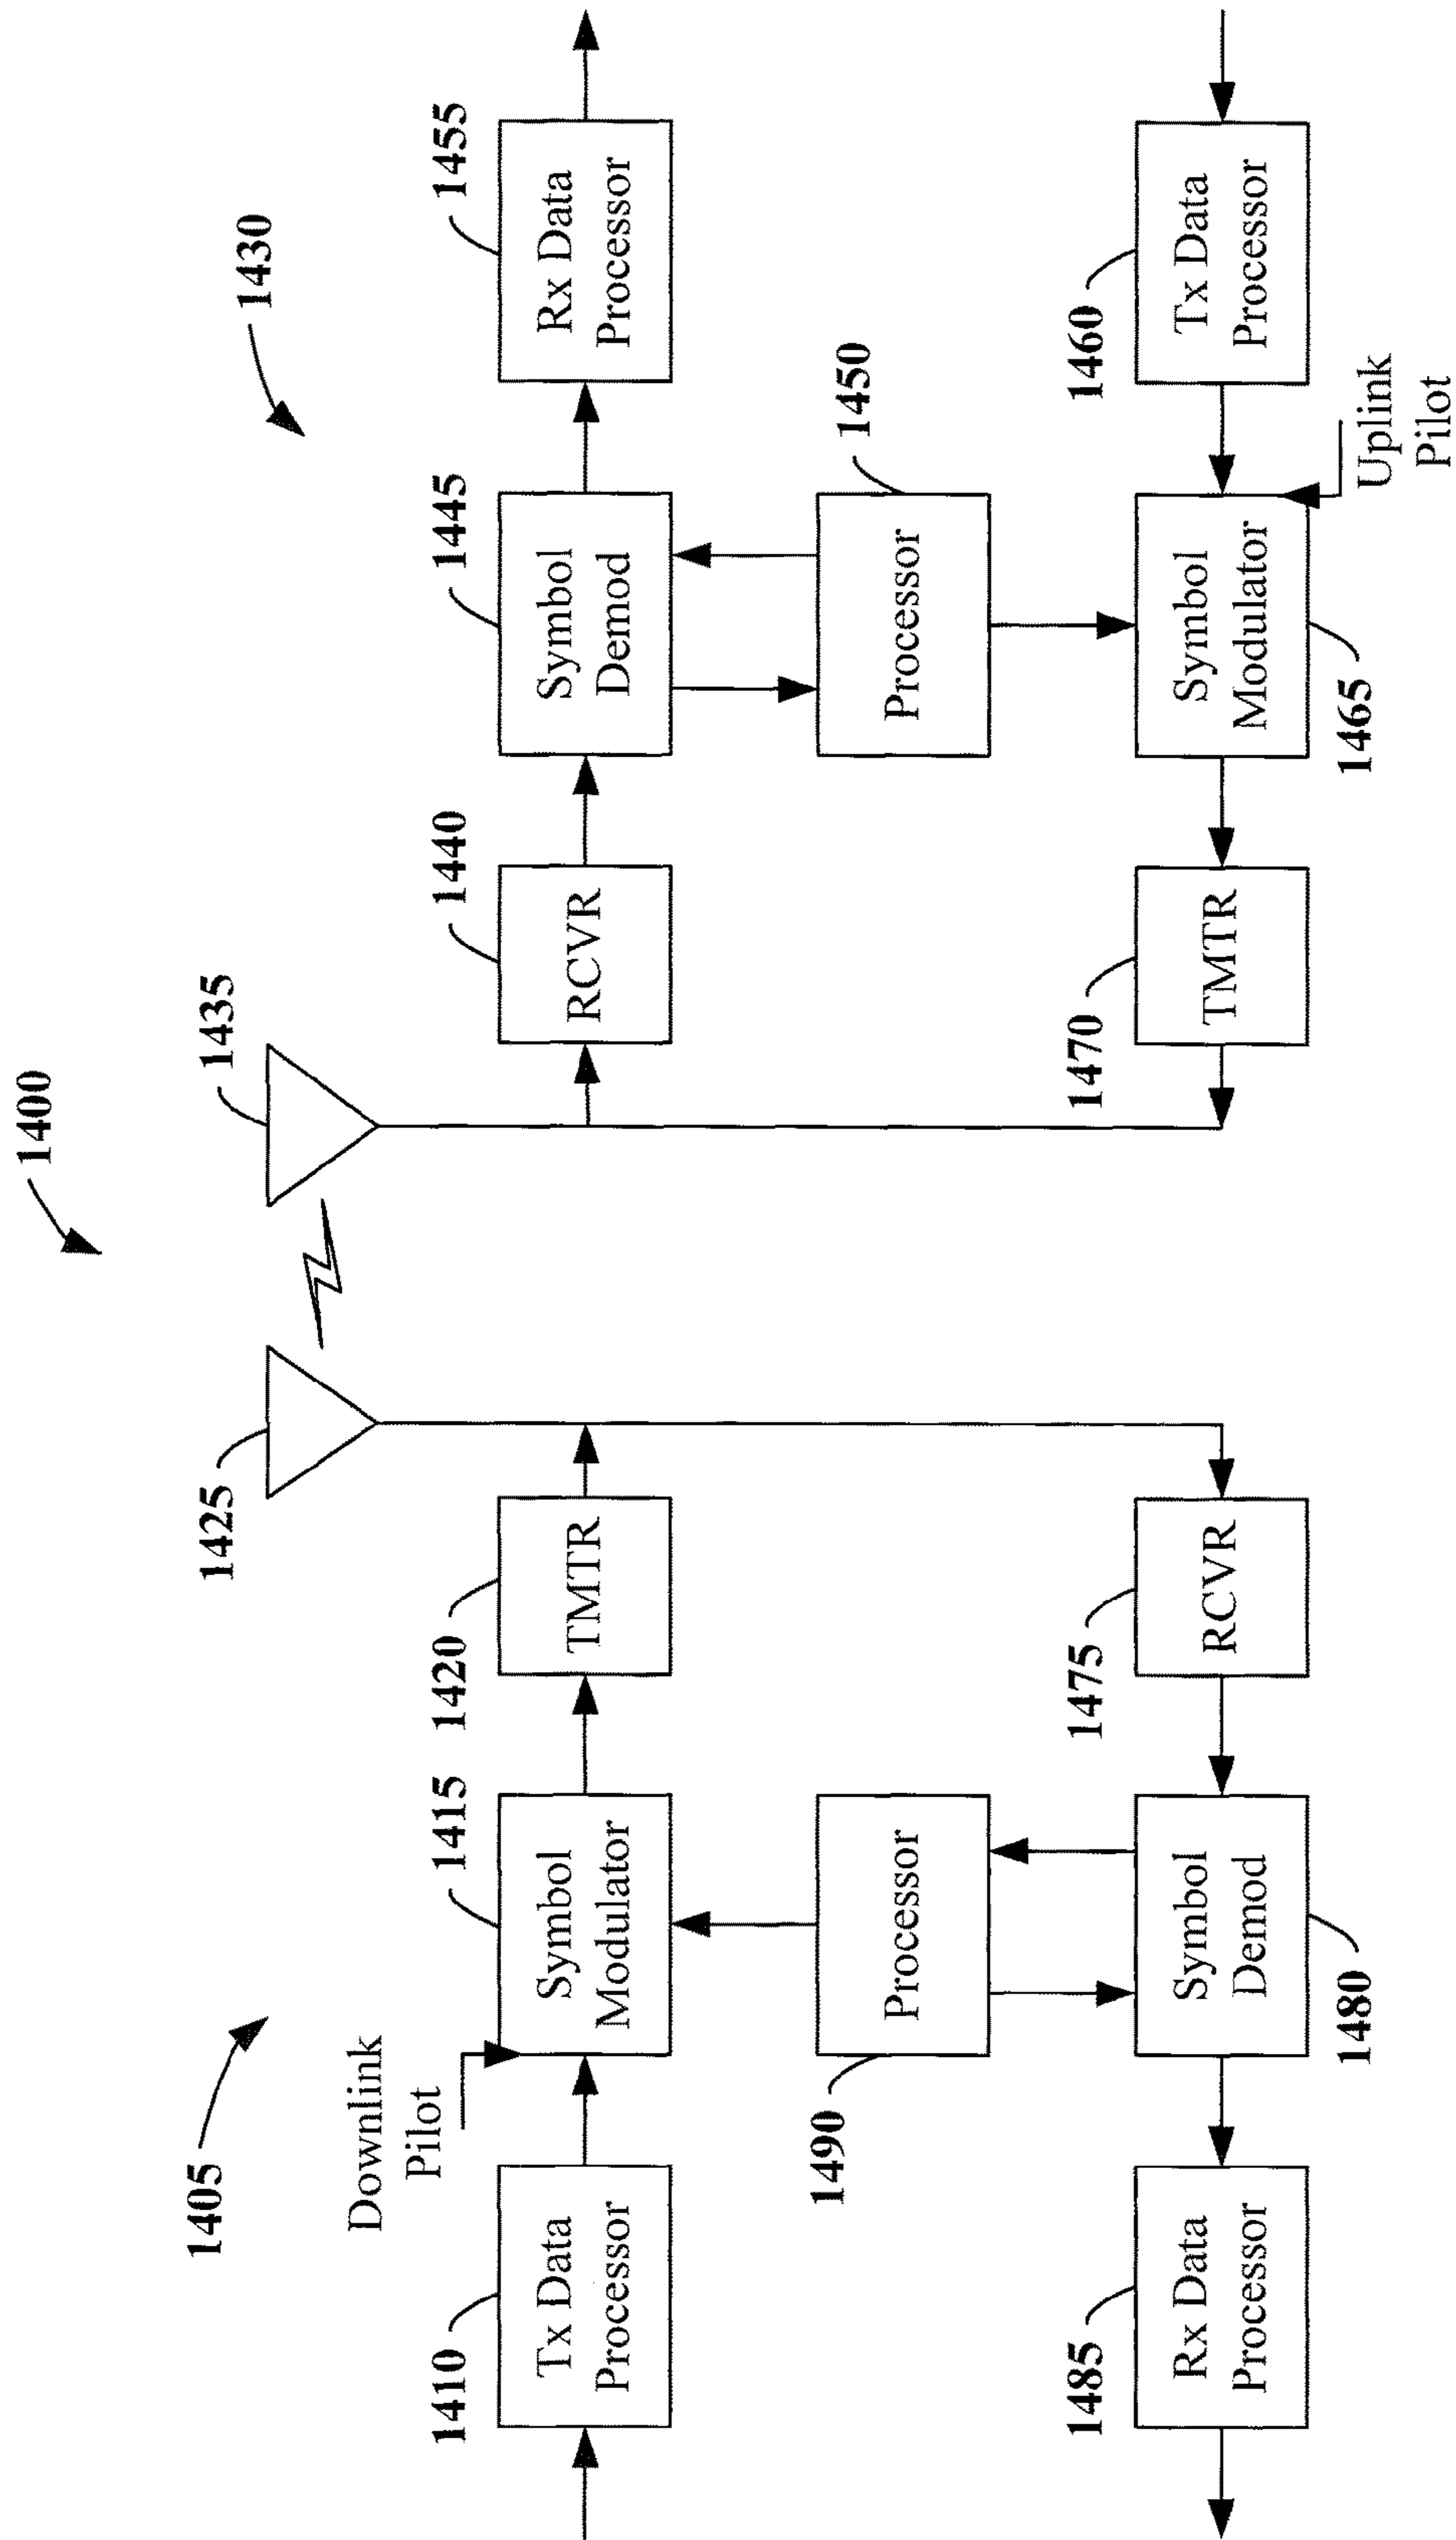 1400
1405
1425
1435
1430
Downlink
Pilot
1410
1415
1420
1440
1445
1455
Tx Data
Processor
Symbol
Modulator
TMTR
RCVR
Symbol
Demod
Rx Data
Processor
1490
Processor
Processor
1450
1485
1475
1470
1460
Rx Data
Processor
Symbol
Demod
RCVR
TMTR
Symbol
Modulator
Tx Data
Processor
1480
1465
Uplink
Pilot